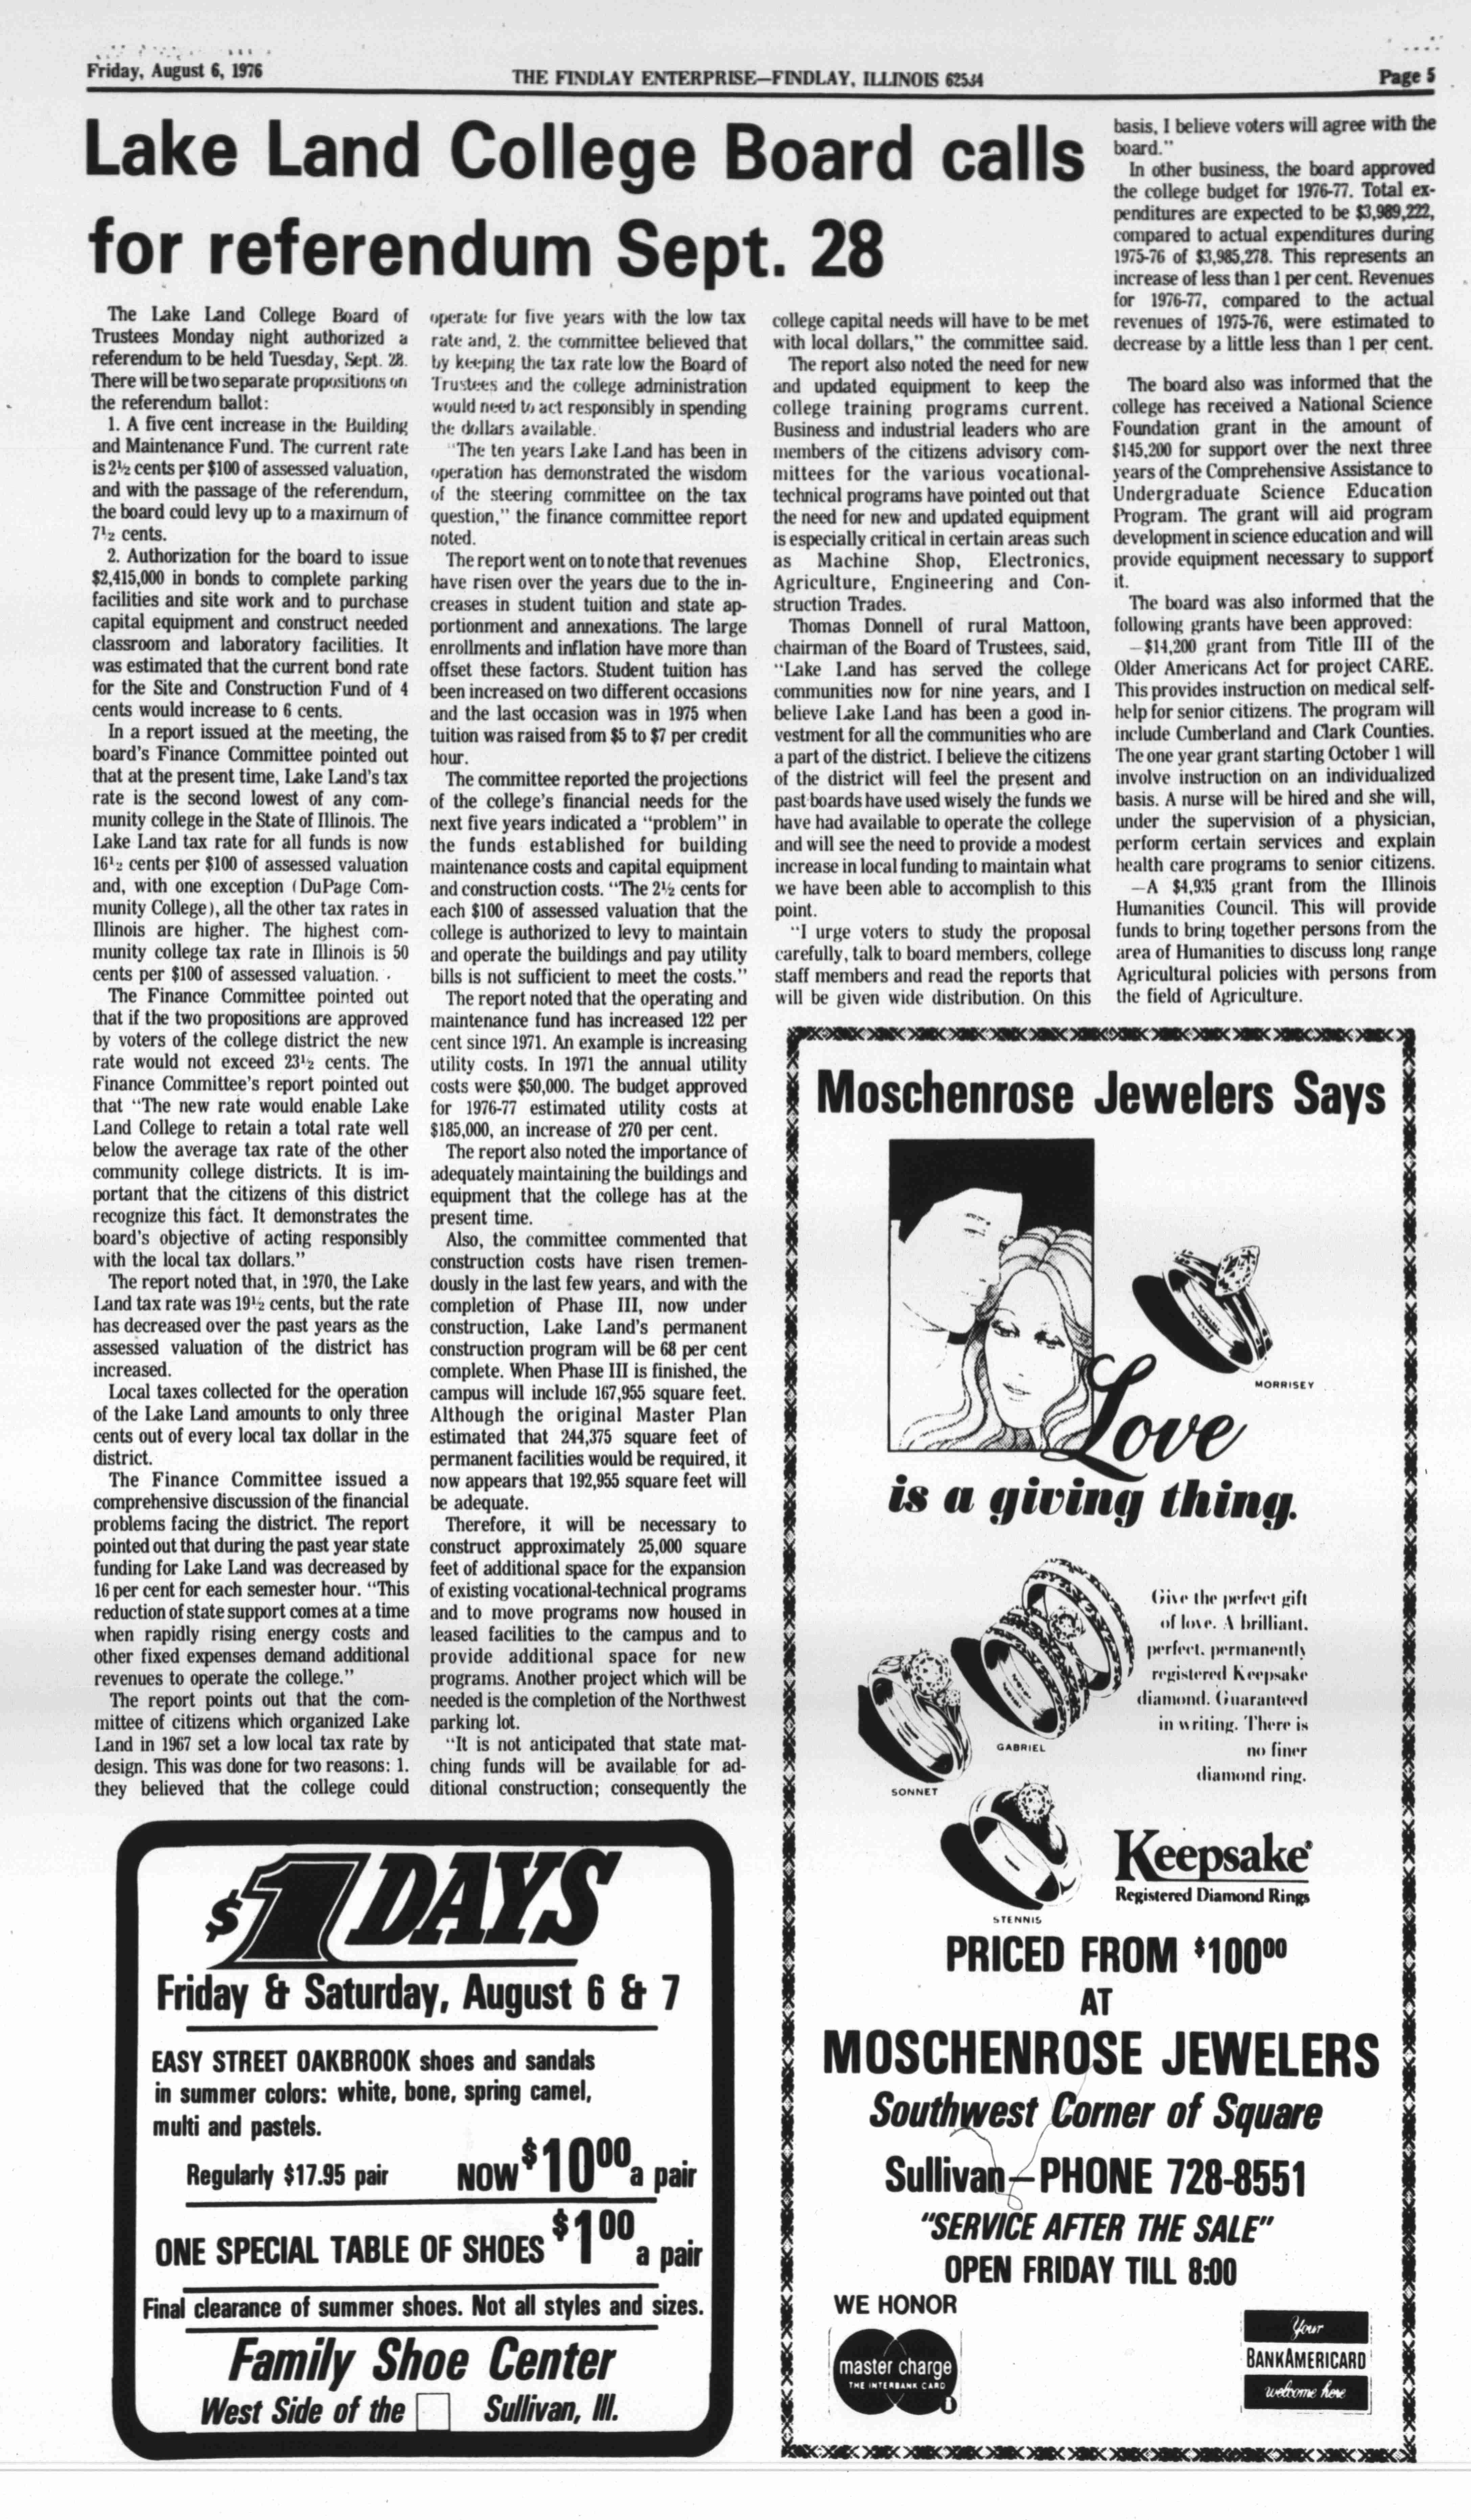 Friday, August 6, 1976
THE FINDLAY ENTERPRISE—FINDLAY, ILLINOIS 62534
Page 5
Lake Land College Board calls
for referendum Sept. 28
The Lake Land College Board of
Trustees Monday night authorized a
referendum to be held Tuesday, Sept. 28.
There will be two separate propositions on
the referendum ballot:
1. A five cent increase in the Building
and Maintenance Fund. The current rate
is 2½ cents per $100 of assessed valuation,
and with the passage of the referendum,
the board could levy up to a maximum of
7½ cents.
2. Authorization for the board to issue
$2,415,000 in bonds to complete parking
facilities and site work and to purchase
capital equipment and construct needed
classroom and laboratory facilities. It
was estimated that the current bond rate
for the Site and Construction Fund of 4
cents would increase to 6 cents.
In a report issued at the meeting, the
board's Finance Committee pointed out
that at the present time, Lake Land's tax
rate is the second lowest of any com-
munity college in the State of Illinois. The
Lake Land tax rate for all funds is now
16½ cents per $100 of assessed valuation
and, with one exception (DuPage Com-
munity College), all the other tax rates in
Illinois are higher. The highest com-
munity college tax rate in Illinois is 50
cents per $100 of assessed valuation.
The Finance Committee pointed out
that if the two propositions are approved
by voters of the college district the new
rate would not exceed 23½ cents. The
Finance Committee's report pointed out
that "The new rate would enable Lake
Land College to retain a total rate well
below the average tax rate of the other
community college districts. It is im-
portant that the citizens of this district
recognize this fact. It demonstrates the
board's objective of acting responsibly
with the local tax dollars."
The report noted that, in 1970, the Lake
Land tax rate was 19½ cents, but the rate
has decreased over the past years as the
assessed valuation of the district has
increased.
Local taxes collected for the operation
of the Lake Land amounts to only three
cents out of every local tax dollar in the
district.
The Finance Committee issued a
comprehensive discussion of the financial
problems facing the district. The report
pointed out that during the past year state
funding for Lake Land was decreased by
16 per cent for each semester hour. "This
reduction of state support comes at a time
when rapidly rising energy costs and
other fixed expenses demand additional
revenues to operate the college."
The report points out that the com-
mittee of citizens which organized Lake
Land in 1967 set a low local tax rate by
design. This was done for two reasons: 1.
they believed that the college could
operate for five years with the low tax
rate and, 2. the committee believed that
by keeping the tax rate low the Board of
Trustees and the college administration
would need to act responsibly in spending
the dollars available.
"The ten years Lake Land has been in
operation has demonstrated the wisdom
of the steering committee on the tax
question," the finance committee report
noted.
The report went on to note that revenues
have risen over the years due to the in-
creases in student tuition and state ap-
portionment and annexations. The large
enrollments and inflation have more than
offset these factors. Student tuition has
been increased on two different occasions
and the last occasion was in 1975 when
tuition was raised from $5 to $7 per credit
hour.
The committee reported the projections
of the college's financial needs for the
next five years indicated a "problem" in
the funds established for building
maintenance costs and capital equipment
and construction costs. "The 2½ cents for
each $100 of assessed valuation that the
college is authorized to levy to maintain
and operate the buildings and pay utility
bills is not sufficient to meet the costs."
The report noted that the operating and
maintenance fund has increased 122 per
cent since 1971. An example is increasing
utility costs. In 1971 the annual utility
costs were $50,000. The budget approved
for 1976-77 estimated utility costs at
$185,000, an increase of 270 per cent.
The report also noted the importance of
adequately maintaining the buildings and
equipment that the college has at the
present time.
Also, the committee commented that
construction costs have risen tremen-
dously in the last few years, and with the
completion of Phase III, now under
construction, Lake Land's permanent
construction program will be 68 per cent
complete. When Phase III is finished, the
campus will include 167,955 square feet.
Although the original Master Plan
estimated that 244,375 square feet of
permanent facilities would be required, it
now appears that 192,955 square feet will
be adequate.
Therefore, it will be necessary to
construct approximately 25,000 square
feet of additional space for the expansion
of existing vocational-technical programs
and to move programs now housed in
leased facilities to the campus and to
provide additional space for new
programs. Another project which will be
needed is the completion of the Northwest
parking lot.
"It is not anticipated that state mat-
ching funds will be available for ad-
ditional construction; consequently the
college capital needs will have to be met
with local dollars," the committee said.
The report also noted the need for new
and updated equipment to keep the
college training programs current.
Business and industrial leaders who are
members of the citizens advisory com-
mittees for the various vocational-
technical programs have pointed out that
the need for new and updated equipment
is especially critical in certain areas such
as Machine Shop, Electronics,
Agriculture, Engineering and Con-
struction Trades.
Thomas Donnell of rural Mattoon,
chairman of the Board of Trustees, said,
"Lake Land has served the college
communities now for nine years, and I
believe Lake Land has been a good in-
vestment for all the communities who are
a part of the district. I believe the citizens
of the district will feel the present and
past boards have used wisely the funds we
have had available to operate the college
and will see the need to provide a modest
increase in local funding to maintain what
we have been able to accomplish to this
point.
"I urge voters to study the proposal
carefully, talk to board members, college
staff members and read the reports that
will be given wide distribution. On this
basis, I believe voters will agree with the
board."
In other business, the board approved
the college budget for 1976-77. Total ex-
penditures are expected to be $3,989,222,
compared to actual expenditures during
1975-76 of $3,985,278. This represents an
increase of less than 1 per cent. Revenues
for 1976-77, compared to the actual
revenues of 1975-76, were estimated to
decrease by a little less than 1 per cent.
The board also was informed that the
college has received a National Science
Foundation grant in the amount of
$145,200 for support over the next three
years of the Comprehensive Assistance to
Undergraduate Science Education
Program. The grant will aid program
development in science education and will
provide equipment necessary to support
it.
The board was also informed that the
following grants have been approved:
—$14,200 grant from Title III of the
Older Americans Act for project CARE.
This provides instruction on medical self-
help for senior citizens. The program will
include Cumberland and Clark Counties.
The one year grant starting October 1 will
involve instruction on an individualized
basis. A nurse will be hired and she will,
under the supervision of a physician,
perform certain services and explain
health care programs to senior citizens.
—A $4,935 grant from the Illinois
Humanities Council. This will provide
funds to bring together persons from the
area of Humanities to discuss long range
Agricultural policies with persons from
the field of Agriculture.
$1 DAYS
Friday & Saturday, August 6 & 7
EASY STREET OAKBROOK shoes and sandals
in summer colors: white, bone, spring camel,
multi and pastels.
Regularly $17.95 pair NOW $10.00 a pair
ONE SPECIAL TABLE OF SHOES $1.00 a pair
Final clearance of summer shoes. Not all styles and sizes.
Family Shoe Center
West Side of the Sullivan, Ill.
Moschenrose Jewelers Says
MORRISEY
Love
is a giving thing.
Give the perfect gift
of love. A brilliant,
perfect, permanently
registered Keepsake
diamond. Guaranteed
in writing. There is
no finer
diamond ring.
GABRIEL
SONNET
STENNIS
Keepsake®
Registered Diamond Rings
PRICED FROM $10000
AT
MOSCHENROSE JEWELERS
Southwest Corner of Square
Sullivan—PHONE 728-8551
"SERVICE AFTER THE SALE"
OPEN FRIDAY TILL 8:00
WE HONOR
master charge
THE INTERBANK CARD
Your
BANKAMERICARD
welcome here